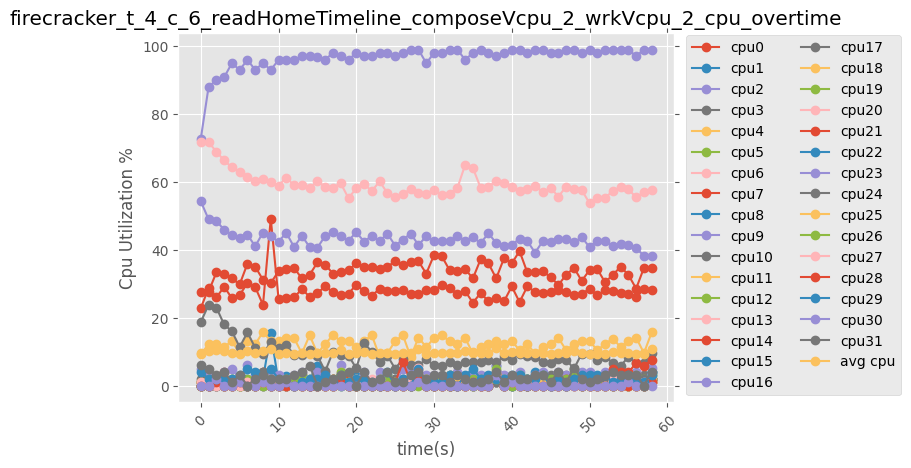 firecracker_t_4_c_6_readHomeTimeline_composeVcpu_2_wrkVcpu_2_cpu_overtime
100
80
60
40
20
0
Cpu Utilization %
0
10
20
30
40
50
60
time(s)
cpu0
cpu1
cpu2
cpu3
cpu4
cpu5
cpu6
cpu7
cpu8
cpu9
cpu10
cpu11
cpu12
cpu13
cpu14
cpu15
cpu16
cpu17
cpu18
cpu19
cpu20
cpu21
cpu22
cpu23
cpu24
cpu25
cpu26
cpu27
cpu28
cpu29
cpu30
cpu31
avg cpu